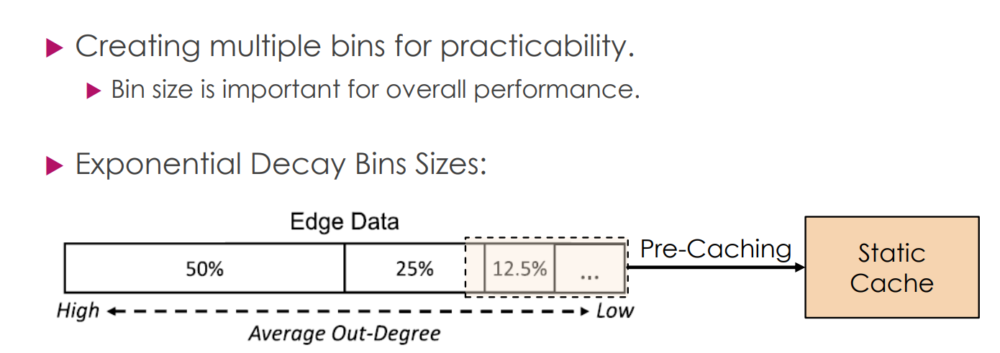 Creating multiple bins for practicability.
Bin size is important for overall performance.
Exponential Decay Bins Sizes:
Edge Data
50%
25%
12.5%
...
Pre-Caching
Static
Cache
High
Low
Average Out-Degree